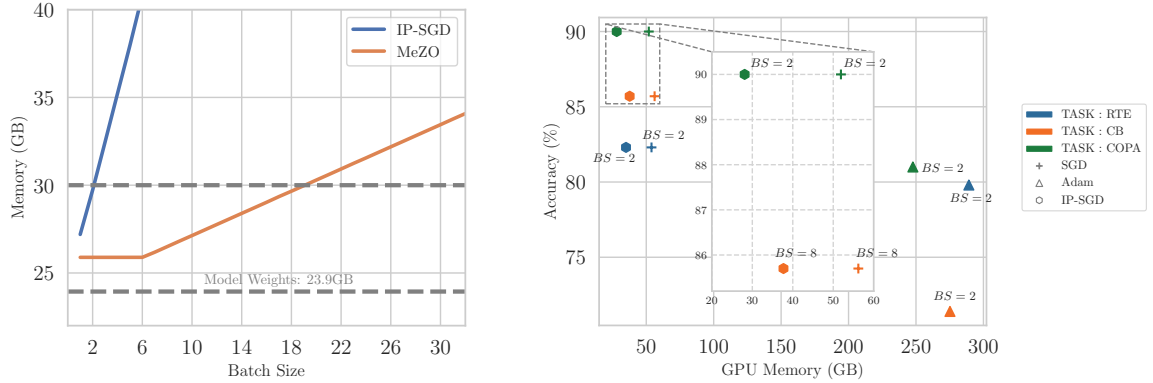 40
35
30
25
Memory (GB)
2
6
10
14
18
22
26
30
Batch Size
IP-SGD
MeZO
Model Weights: 23.9GB
90
85
80
75
Accuracy (%)
50
100
150
200
250
300
GPU Memory (GB)
BS = 2
BS = 2
BS = 2
BS = 2
BS = 2
90
89
88
87
86
20
30
40
50
60
BS = 2
BS = 2
BS = 8
BS = 8
TASK : RTE
TASK : CB
TASK : COPA
SGD
Adam
IP-SGD